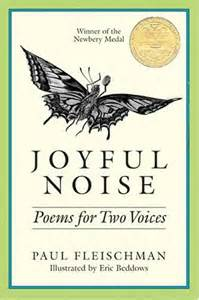 Winner of the
Newbery Medal
JOYFUL
NOISE
Poems for Two Voices
PAUL FLEISCHMAN
Illustrated by Eric Beddows